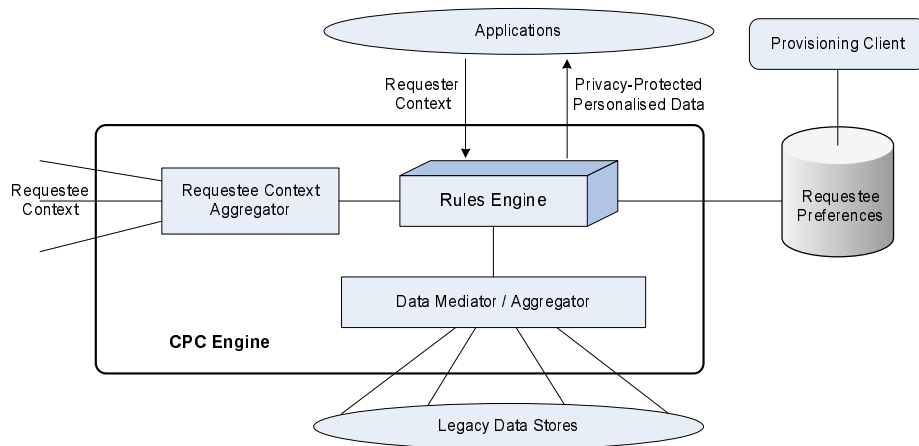 Applications
Provisioning Client
Requester
Context
Privacy-Protected
Personalised Data
Requestee
Context
Requestee Context
Aggregator
Rules Engine
Requestee
Preferences
Data Mediator / Aggregator
CPC Engine
Legacy Data Stores